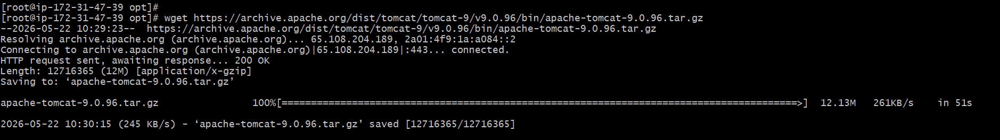 [root@ip-172-31-47-39 opt]#
[root@ip-172-31-47-39 opt]# wget https://archive.apache.org/dist/tomcat/tomcat-9/v9.0.96/bin/apache-tomcat-9.0.96.tar.gz
--2026-05-22 10:29:23--  https://archive.apache.org/dist/tomcat/tomcat-9/v9.0.96/bin/apache-tomcat-9.0.96.tar.gz
Resolving archive.apache.org (archive.apache.org)... 65.108.204.189, 2a01:4f9:1a:a084::2
Connecting to archive.apache.org (archive.apache.org)|65.108.204.189|:443... connected.
HTTP request sent, awaiting response... 200 OK
Length: 12716365 (12M) [application/x-gzip]
Saving to: ‘apache-tomcat-9.0.96.tar.gz’
apache-tomcat-9.0.96.tar.gz                100%[========================================================================================>]  12.13M   261KB/s    in 51s
2026-05-22 10:30:15 (245 KB/s) - ‘apache-tomcat-9.0.96.tar.gz’ saved [12716365/12716365]